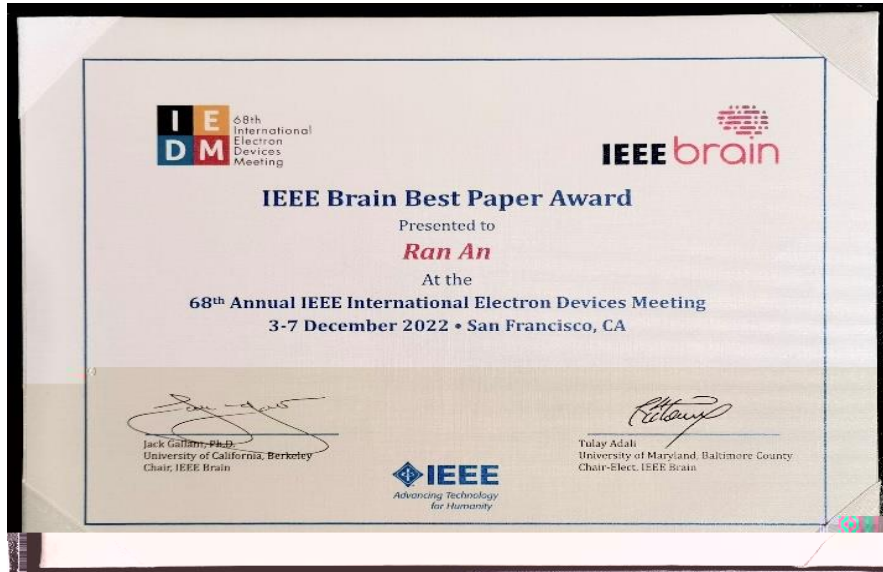 I E
D M
68th
International
Electron
Devices
Meeting
IEEE brain
IEEE Brain Best Paper Award
Presented to
Ran An
At the
68th Annual IEEE International Electron Devices Meeting
3-7 December 2022 • San Francisco, CA
Jack Gallant, Ph.D.
University of California, Berkeley
Chair, IEEE Brain
Tulay Adali
University of Maryland, Baltimore County
Chair-Elect, IEEE Brain
IEEE
Advancing Technology
for Humanity